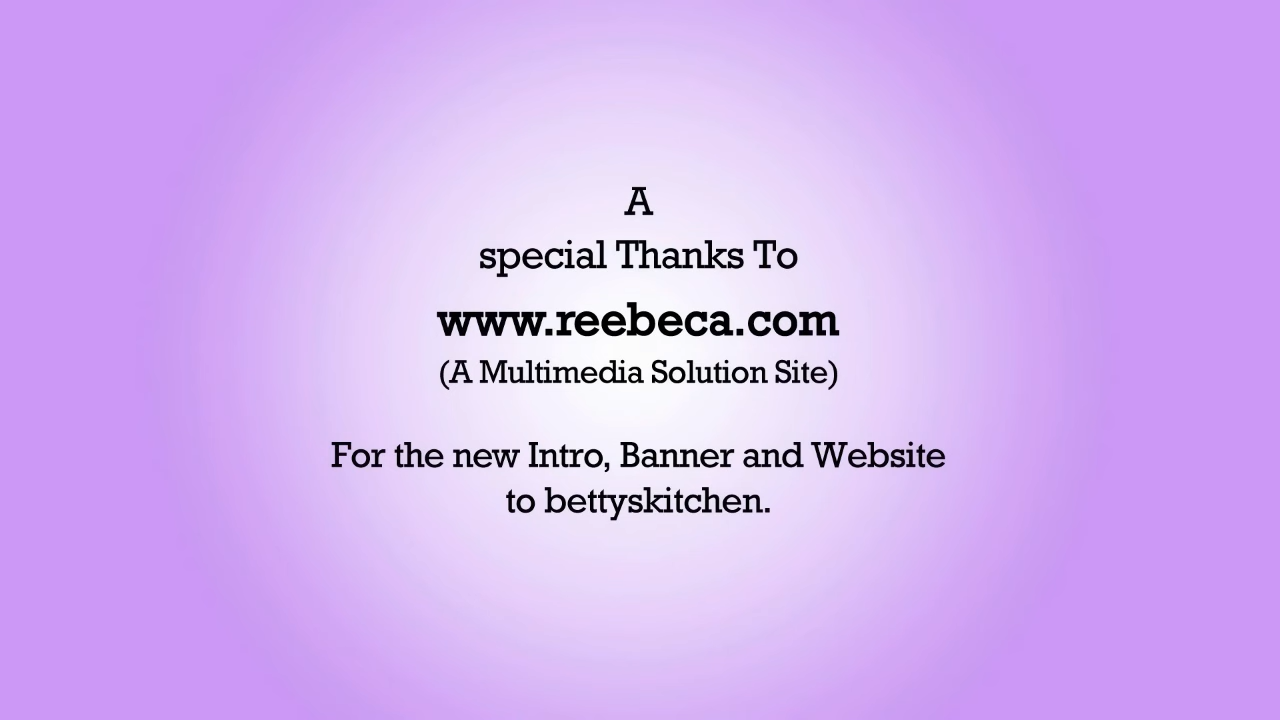 A
special Thanks To
www.reebeca.com
(A Multimedia Solution Site)
For the new Intro, Banner and Website
to bettyskitchen.